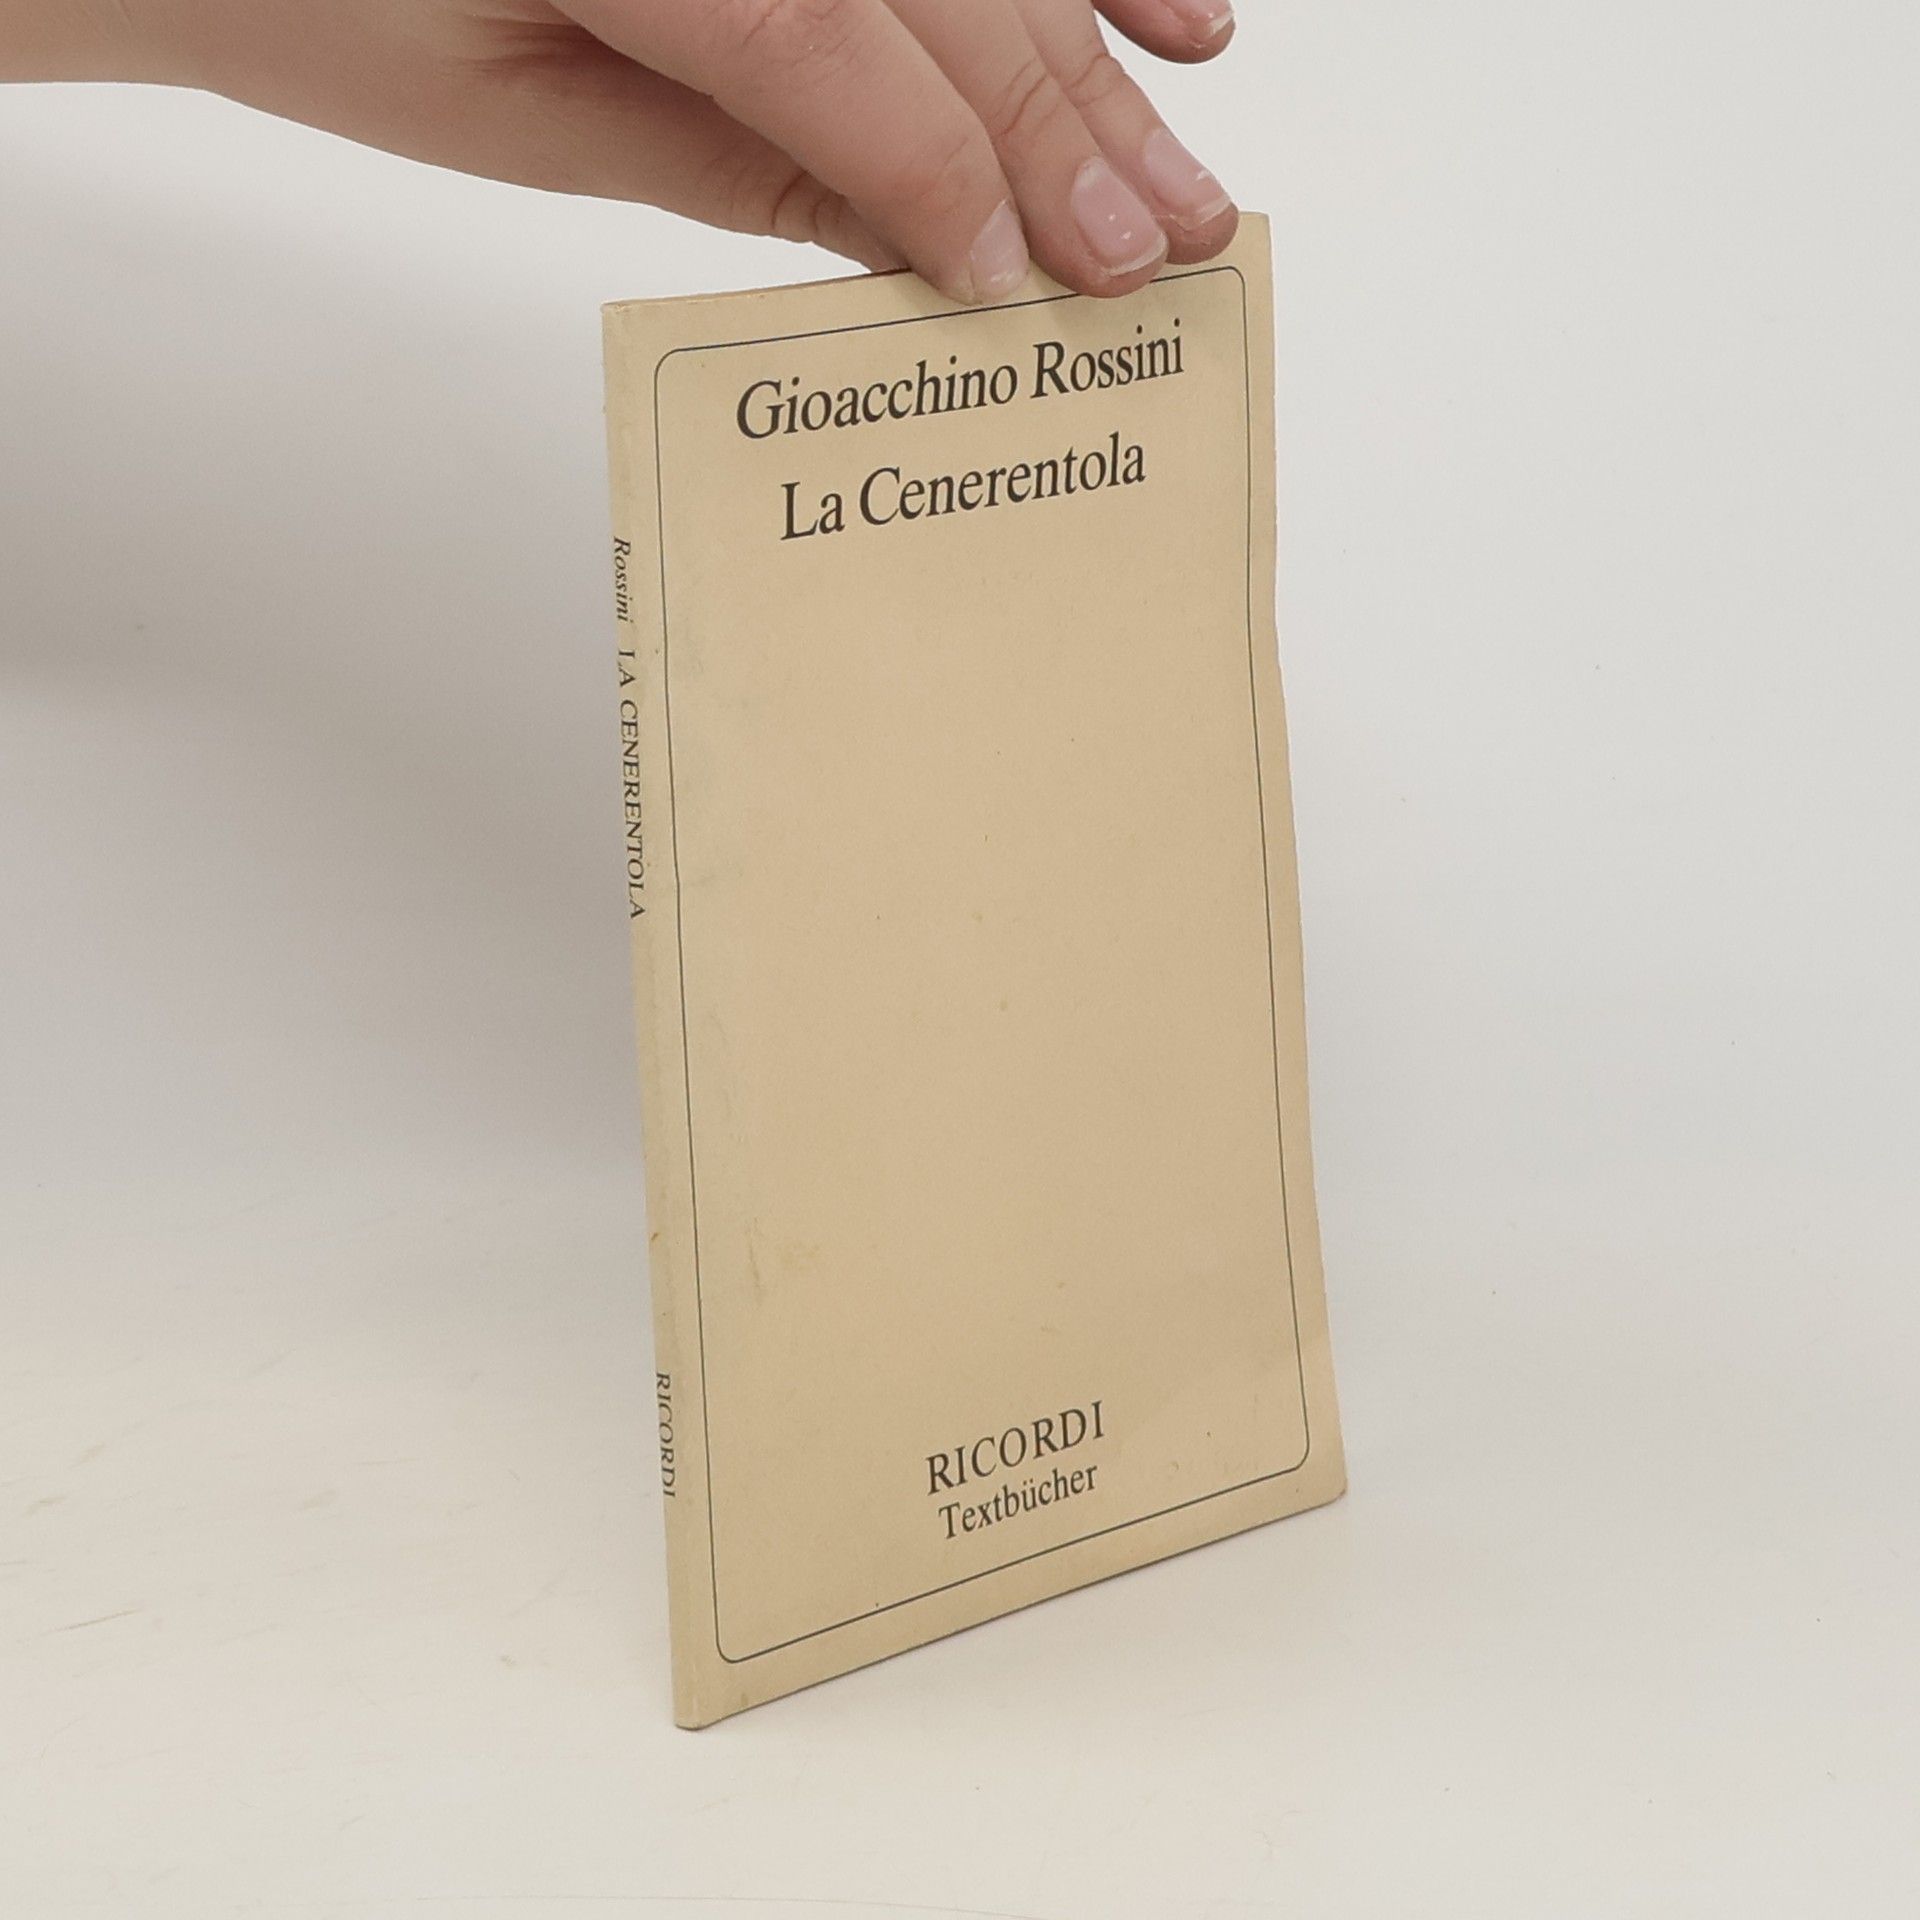 Gioacchino Rossini
La Cenerentola
Rossini LA CENERENTOLA
RICORDI
RICORDI
Textbücher